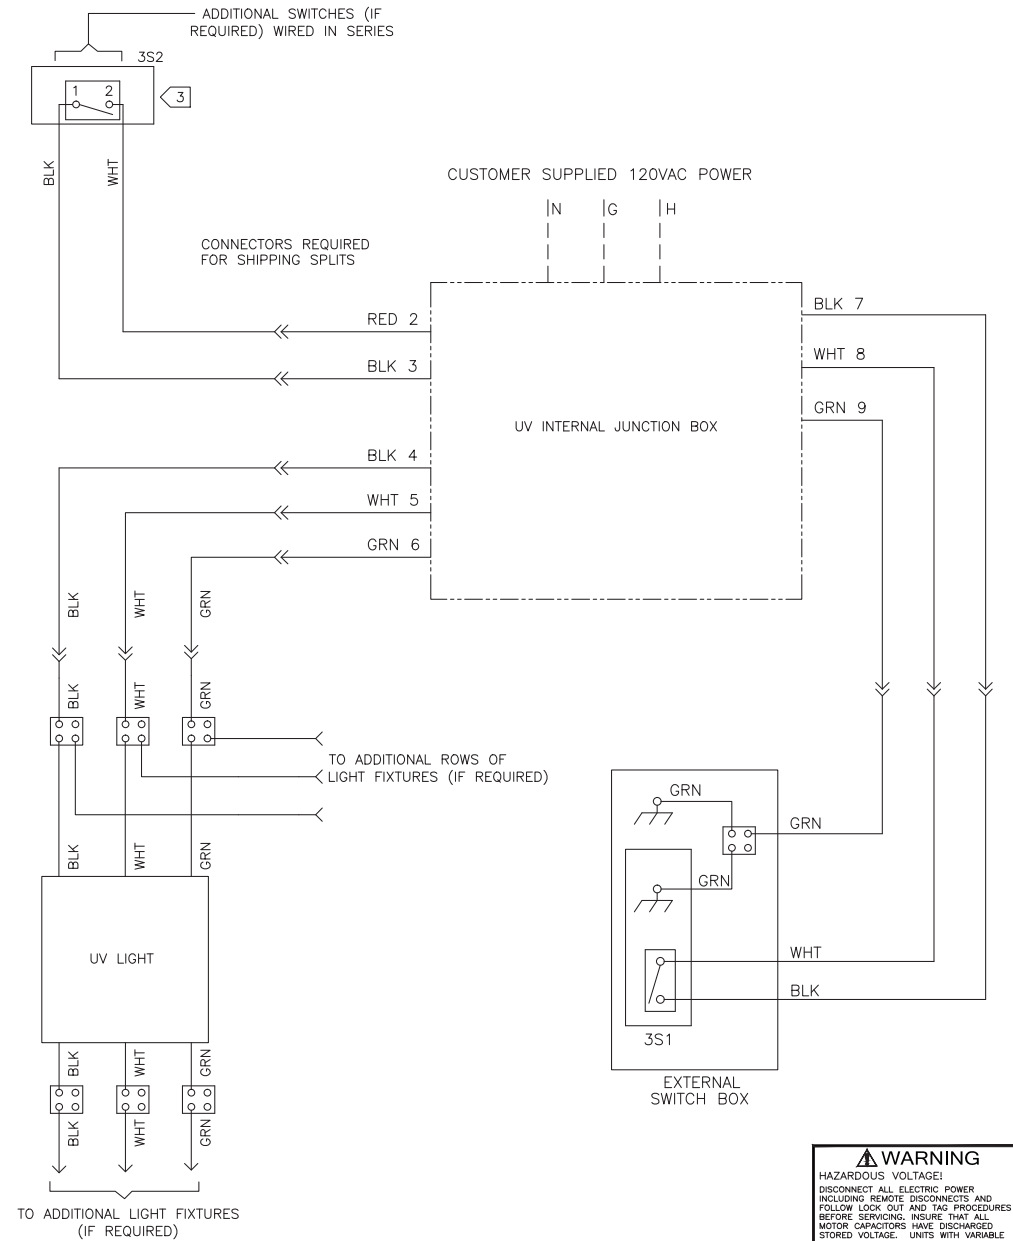 ADDITIONAL SWITCHES (IF
REQUIRED) WIRED IN SERIES
3S2
1 2
3
BLK
WHT
CUSTOMER SUPPLIED 120VAC POWER
N G H
CONNECTORS REQUIRED
FOR SHIPPING SPLITS
RED 2
BLK 3
BLK 4
WHT 5
GRN 6
UV INTERNAL JUNCTION BOX
BLK 7
WHT 8
GRN 9
BLK
WHT
GRN
BLK
WHT
GRN
TO ADDITIONAL ROWS OF
LIGHT FIXTURES (IF REQUIRED)
BLK
WHT
GRN
UV LIGHT
BLK
WHT
GRN
BLK
WHT
GRN
TO ADDITIONAL LIGHT FIXTURES
(IF REQUIRED)
GRN
GRN
GRN
WHT
BLK
3S1
EXTERNAL
SWITCH BOX
WARNING
HAZARDOUS VOLTAGE!
DISCONNECT ALL ELECTRIC POWER
INCLUDING REMOTE DISCONNECTS AND
FOLLOW LOCK OUT AND TAG PROCEDURES
BEFORE SERVICING. INSURE THAT ALL
MOTOR CAPACITORS HAVE DISCHARGED
STORED VOLTAGE. UNITS WITH VARIABLE